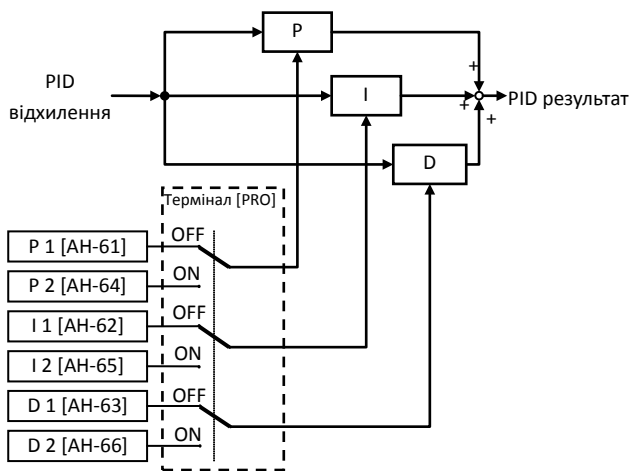 P
PID
відхилення
I
PID результат
+
+
+
D
Термінал [PRO]
P 1 [AH-61]
OFF
P 2 [AH-64]
ON
I 1 [AH-62]
OFF
I 2 [AH-65]
ON
D 1 [AH-63]
OFF
D 2 [AH-66]
ON